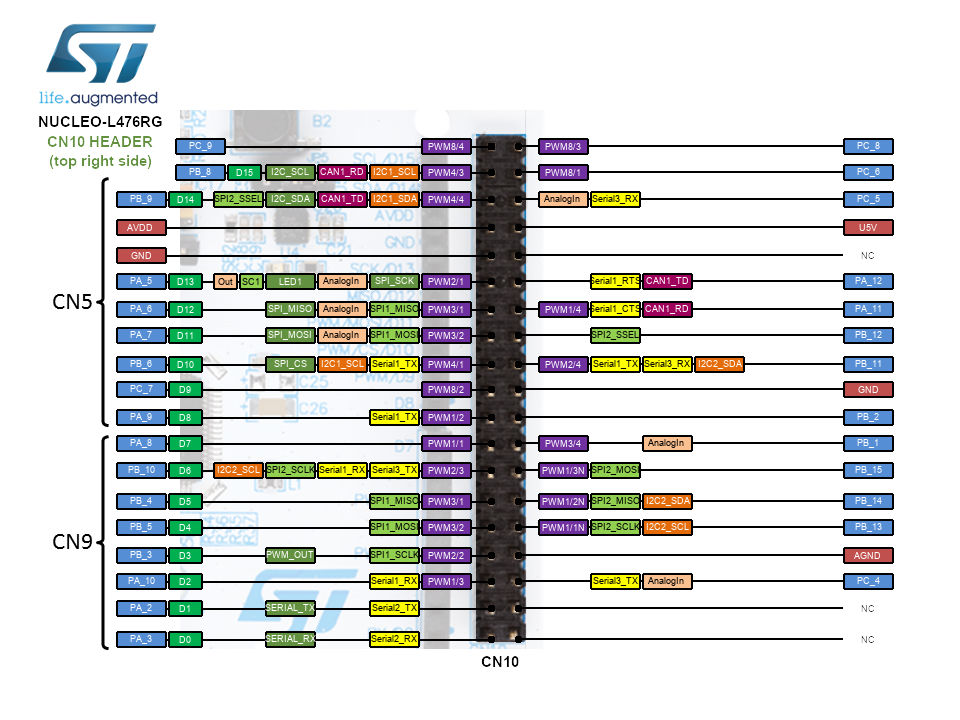 life.augmented
NUCLEO-L476RG
CN10 HEADER
(top right side)
B2
PC_9 PWM8/4 PWM8/3 PC_8
PB_8 D15 I2C_SCL CAN1_RD I2C1_SCL PWM4/3 PWM8/1 PC_6
PB_9 D14 SPI2_SSEL I2C_SDA CAN1_TD I2C1_SDA PWM4/4 AnalogIn Serial3_RX PC_5
AVDD U5V
GND NC
PA_5 D13 Out SC1 LED1 AnalogIn SPI_SCK PWM2/1 Serial1_RTS CAN1_TD PA_12
CN5
PA_6 D12 SPI_MISO AnalogIn SPI1_MISO PWM3/1 PWM1/4 Serial1_CTS CAN1_RD PA_11
PA_7 D11 SPI_MOSI AnalogIn SPI1_MOSI PWM3/2 SPI2_SSEL PB_12
PB_6 D10 SPI_CS I2C1_SCL Serial1_TX PWM4/1 PWM2/4 Serial1_TX Serial3_RX I2C2_SDA PB_11
PC_7 D9 PWM8/2 GND
PA_9 D8 Serial1_TX PWM1/2 PB_2
PA_8 D7 PWM1/1 PWM3/4 AnalogIn PB_1
PB_10 D6 I2C2_SCL SPI2_SCLK Serial1_RX Serial3_TX PWM2/3 PWM1/3N SPI2_MOSI PB_15
PB_4 D5 SPI1_MISO PWM3/1 PWM1/2N SPI2_MISO I2C2_SDA PB_14
PB_5 D4 SPI1_MOSI PWM3/2 PWM1/1N SPI2_SCLK I2C2_SCL PB_13
CN9
PB_3 D3 PWM_OUT SPI1_SCLK PWM2/2 AGND
PA_10 D2 Serial1_RX PWM1/3 Serial3_TX AnalogIn PC_4
PA_2 D1 SERIAL_TX Serial2_TX NC
PA_3 D0 SERIAL_RX Serial2_RX NC
CN10